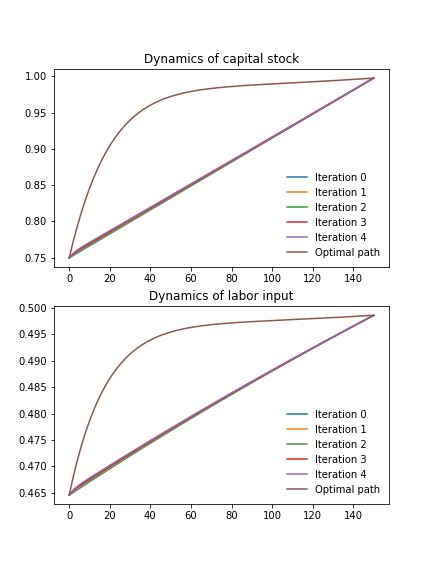 Dynamics of capital stock
1.00
0.95
0.90
0.85
0.80
0.75
Iteration 0
Iteration 1
Iteration 2
Iteration 3
Iteration 4
Optimal path
0 20 40 60 80 100 120 140
Dynamics of labor input
0.500
0.495
0.490
0.485
0.480
0.475
0.470
0.465
Iteration 0
Iteration 1
Iteration 2
Iteration 3
Iteration 4
Optimal path
0 20 40 60 80 100 120 140